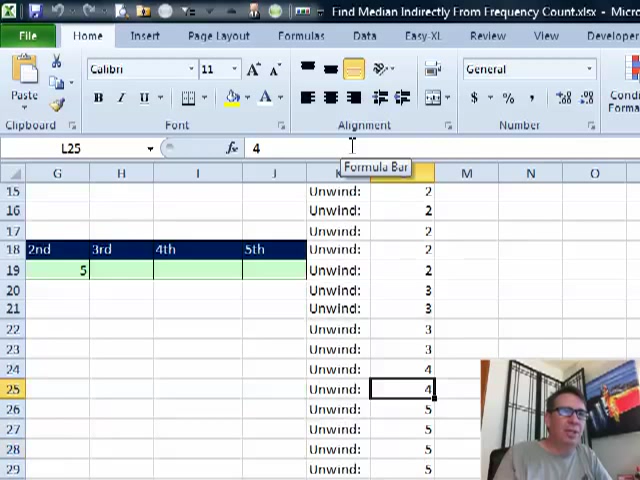 Find Median Indirectly From Frequency Count.xlsx - Micro
File Home Insert Page Layout Formulas Data Easy-XL Review View Developer
Paste Calibri 11 General
B I U $ % , Condi
Clipboard Font Alignment Number
L25 fx 4
Formula Bar
G H I J K M N O
15 Unwind: 2
16 Unwind: 2
17 Unwind: 2
18 2nd 3rd 4th 5th Unwind: 2
19 5 Unwind: 2
20 Unwind: 3
21 Unwind: 3
22 Unwind: 3
23 Unwind: 3
24 Unwind: 4
25 Unwind: 4
26 Unwind: 5
27 Unwind: 5
28 Unwind: 5
29 Unwind: 5